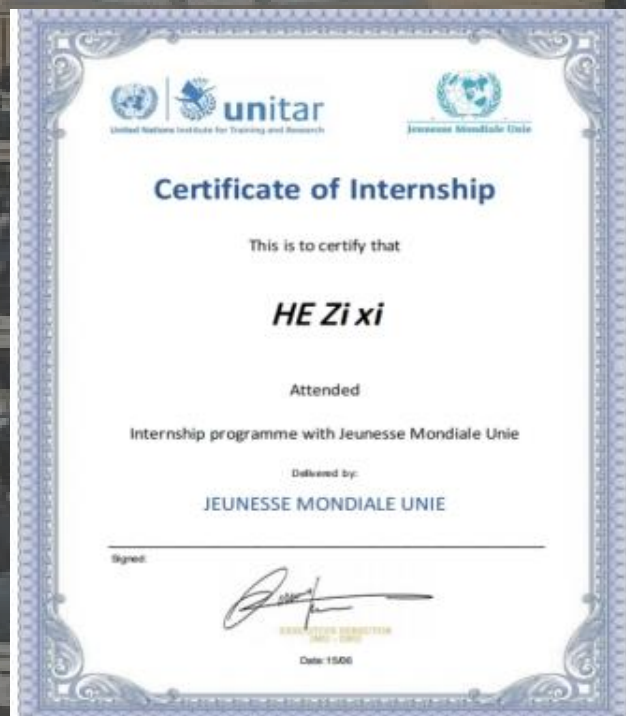 unitar
United Nations Institute for Training and Research
Jeunesse Mondiale Unie
Certificate of Internship
This is to certify that
HE Zi xi
Attended
Internship programme with Jeunesse Mondiale Unie
Delivered by:
JEUNESSE MONDIALE UNIE
Signed:
EXECUTIVE DIRECTOR
Date: 15/06